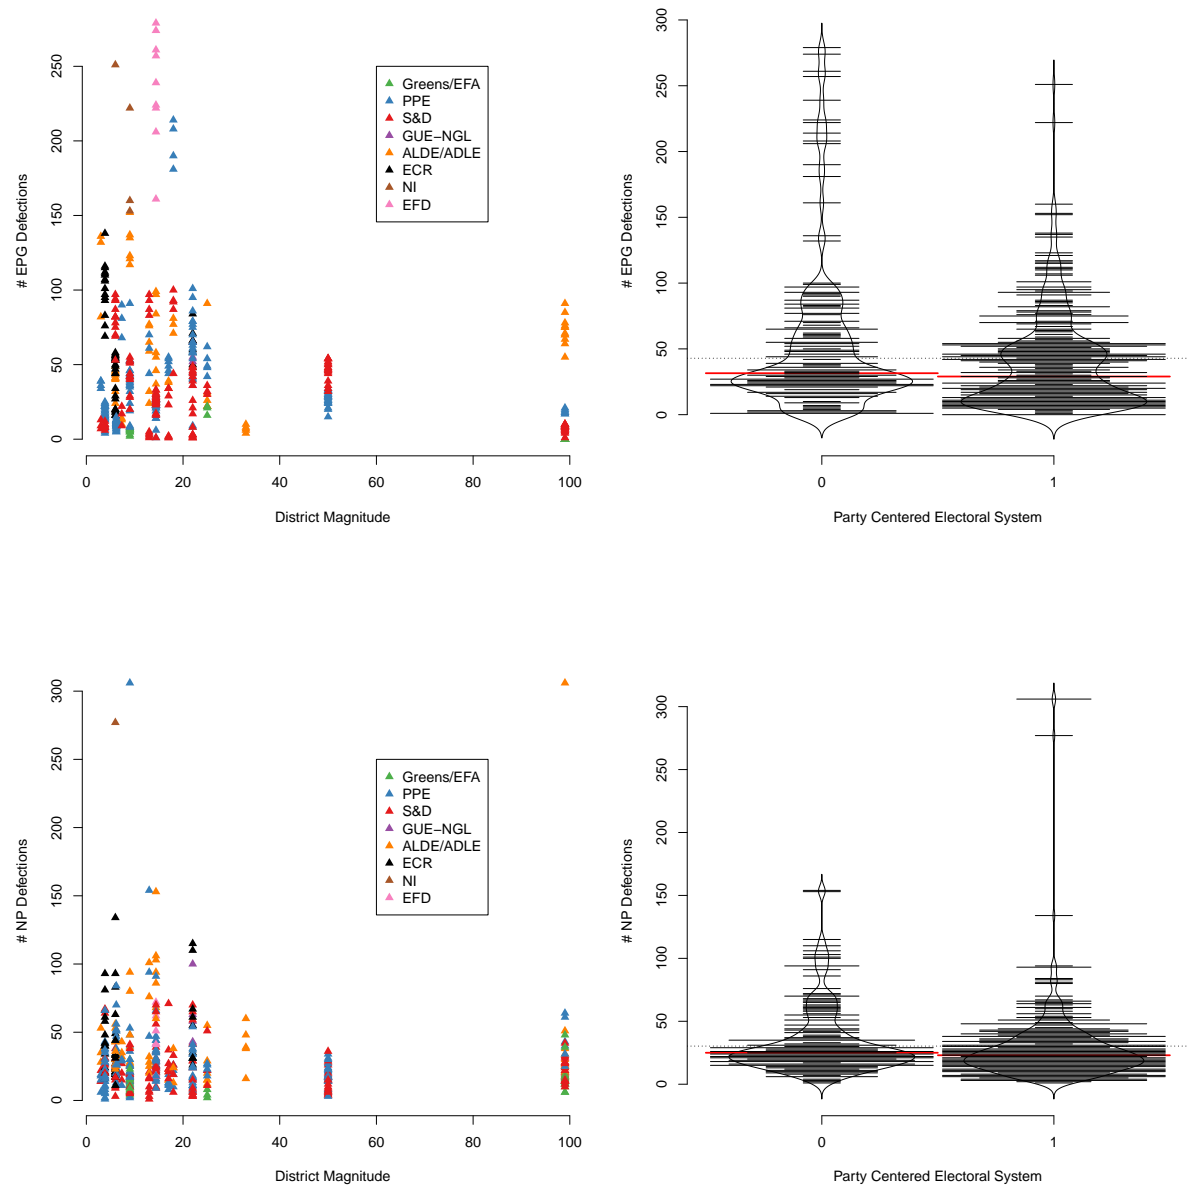 # EPG Defections
0 50 100 150 200 250
Greens/EFA
PPE
S&D
GUE−NGL
ALDE/ADLE
ECR
NI
EFD
0 20 40 60 80 100
District Magnitude
# EPG Defections
0 50 100 150 200 250 300
0 1
Party Centered Electoral System
# NP Defections
0 50 100 150 200 250 300
Greens/EFA
PPE
S&D
GUE−NGL
ALDE/ADLE
ECR
NI
EFD
0 20 40 60 80 100
District Magnitude
# NP Defections
0 50 100 150 200 250 300
0 1
Party Centered Electoral System